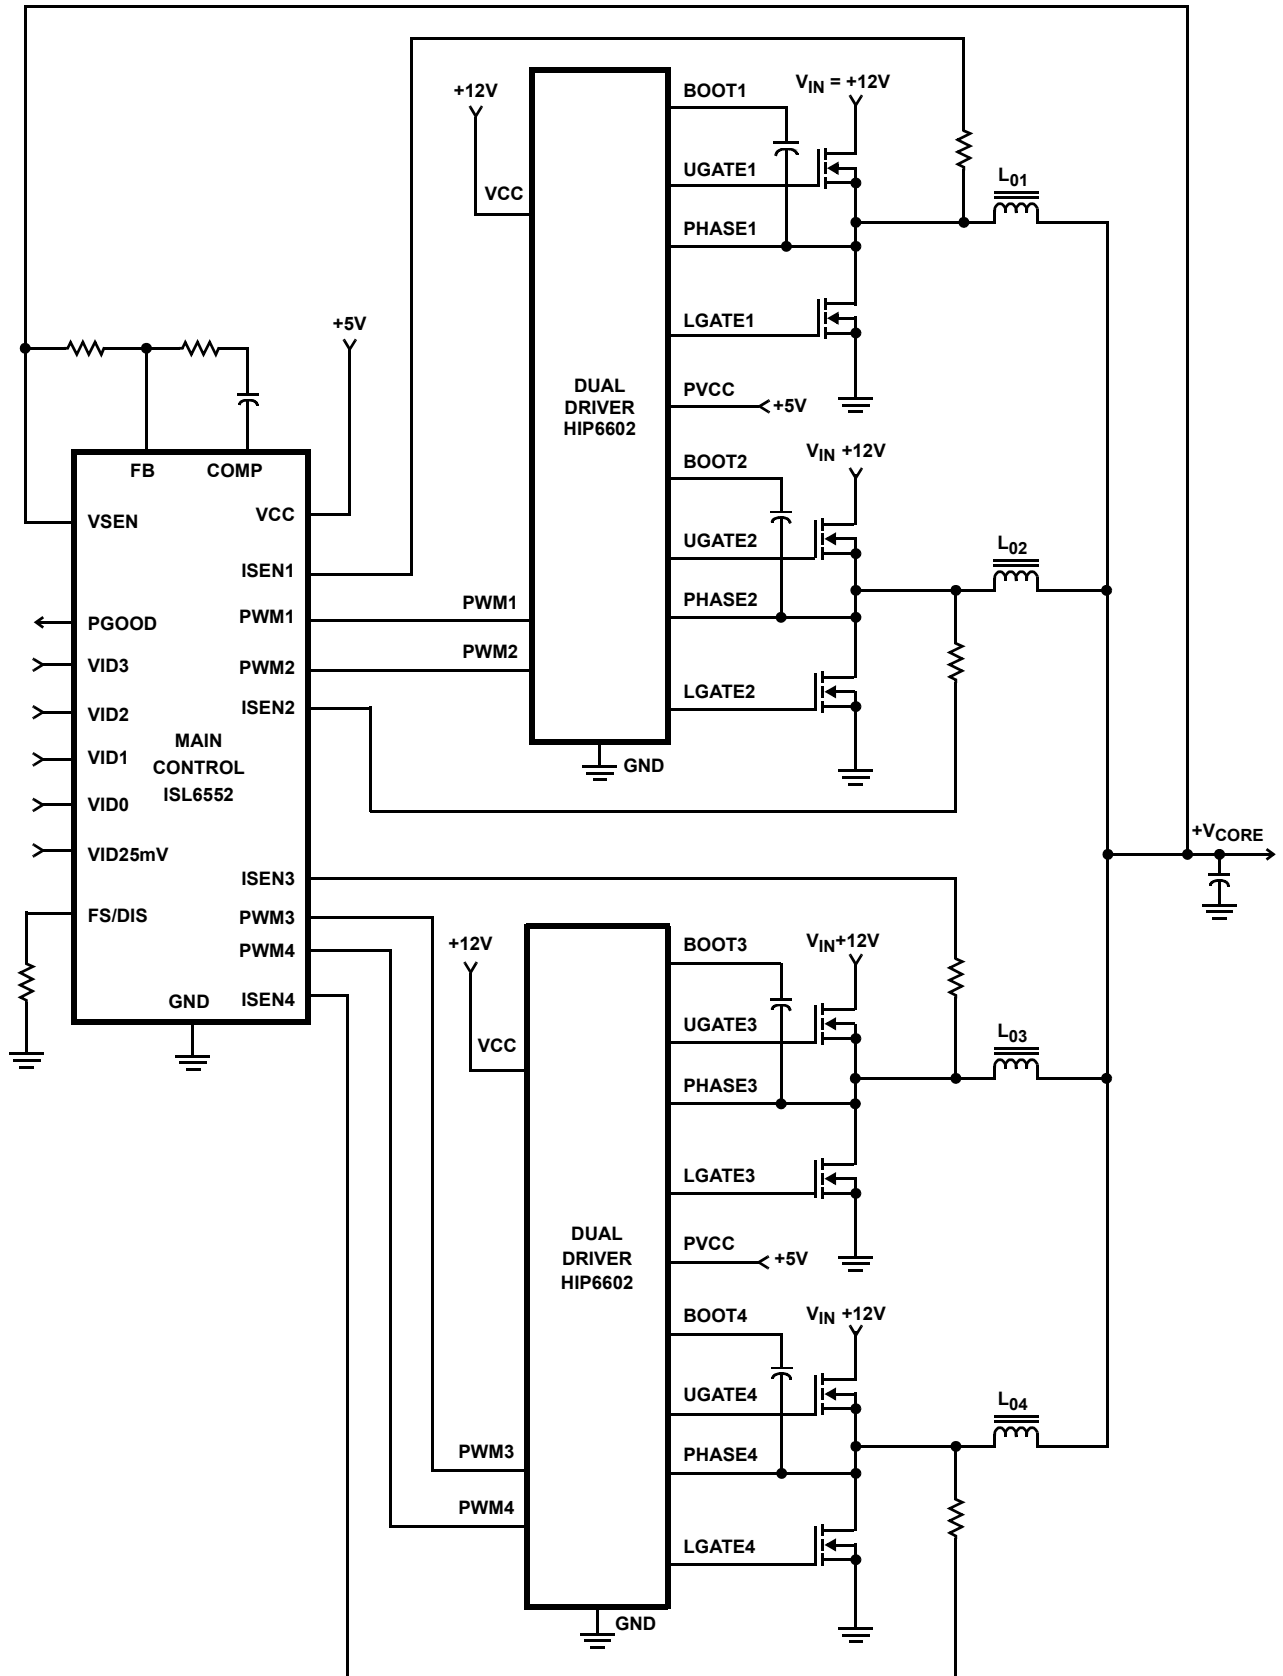 +12V
BOOT1
VIN = +12V
UGATE1
VCC
L01
PHASE1
LGATE1
+5V
DUAL
DRIVER
HIP6602
PVCC
+5V
BOOT2
VIN +12V
FB
COMP
VSEN
VCC
UGATE2
L02
ISEN1
PHASE2
PWM1
PGOOD
PWM1
VID3
PWM2
PWM2
LGATE2
VID2
ISEN2
MAIN
CONTROL
ISL6552
VID1
VID0
GND
VID25mV
+VCORE
ISEN3
FS/DIS
PWM3
PWM4
+12V
BOOT3
VIN+12V
GND
ISEN4
UGATE3
VCC
L03
PHASE3
LGATE3
DUAL
DRIVER
HIP6602
PVCC
+5V
BOOT4
VIN +12V
UGATE4
L04
PWM3
PHASE4
PWM4
LGATE4
GND